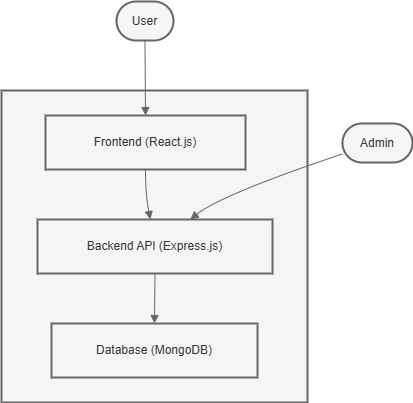 User
Frontend (React.js)
Admin
Backend API (Express.js)
Database (MongoDB)